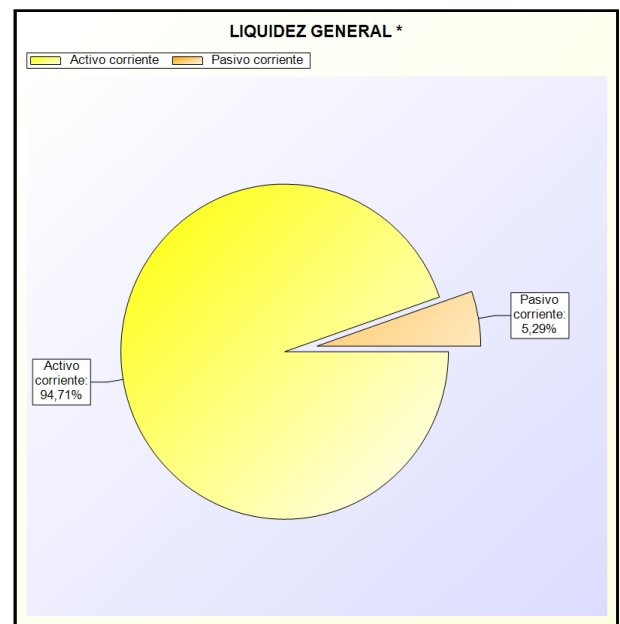 LIQUIDEZ GENERAL *
Activo corriente
Pasivo corriente
Pasivo
corriente:
5,29%
Activo
corriente:
94,71%